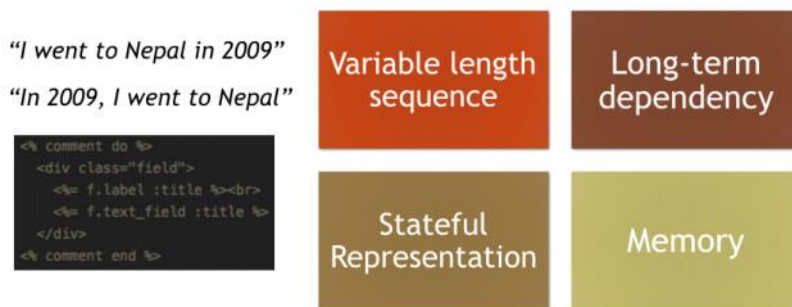 “I went to Nepal in 2009”
“In 2009, I went to Nepal”
<% comment do %>
<div class="field">
<%= f.label :title %><br>
<%= f.text_field :title %>
</div>
<% comment end %>
Variable length
sequence
Long-term
dependency
Stateful
Representation
Memory